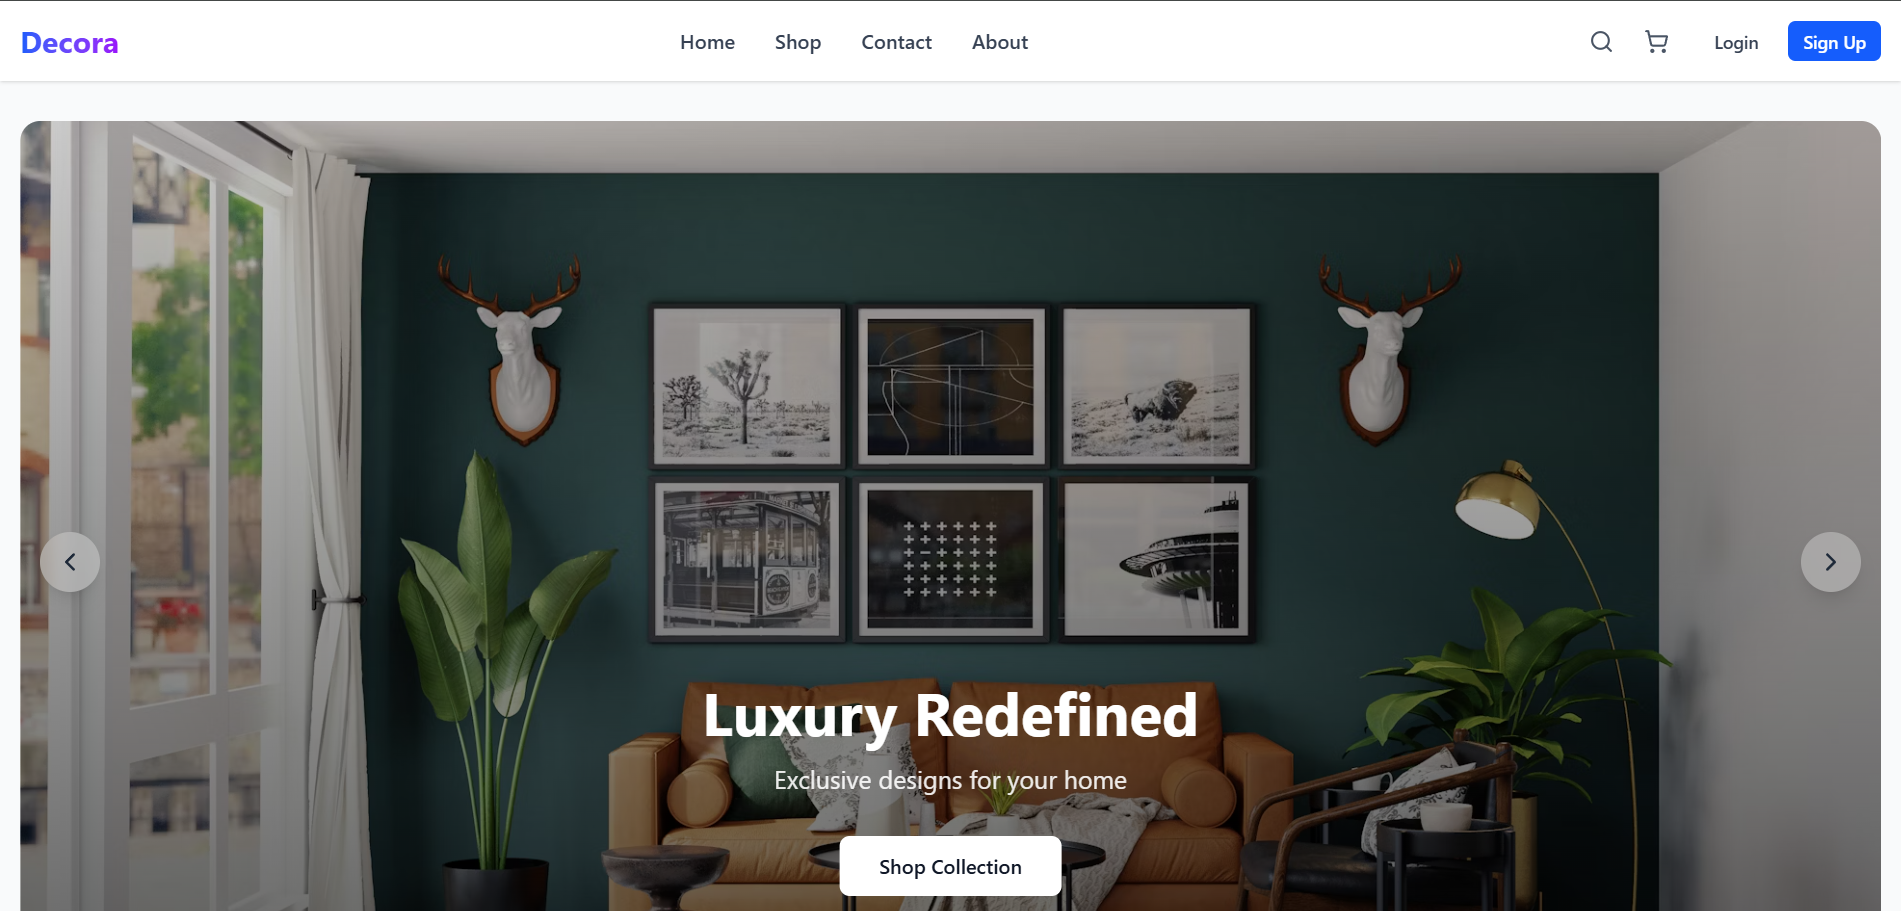 Decora
Home
Shop
Contact
About
Login
Sign Up
Luxury Redefined
Exclusive designs for your home
Shop Collection